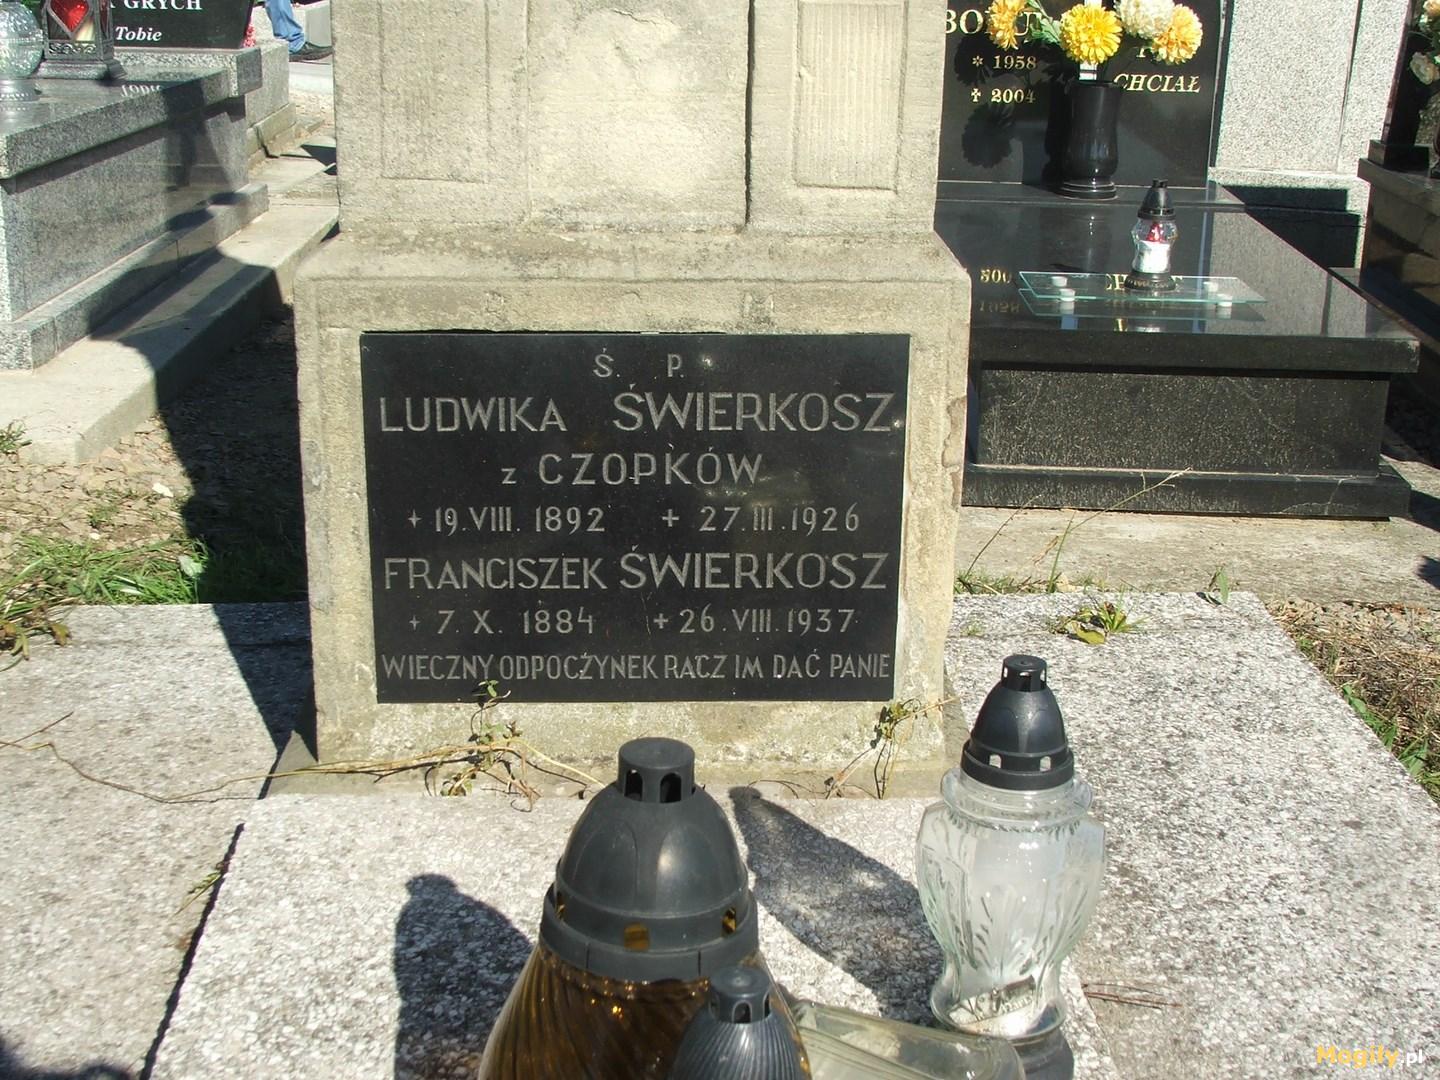 GRYCH
Tobie
* 1958
+ 2004
CHCIAŁ
Ś. P.
LUDWIKA ŚWIERKOSZ
z CZOPKÓW
+ 19.VIII. 1892 + 27.III.1926
FRANCISZEK ŚWIERKOSZ
+ 7. X. 1884 + 26.VIII.1937
WIECZNY ODPOCZYNEK RACZ IM DAĆ PANIE
Mogily.pl